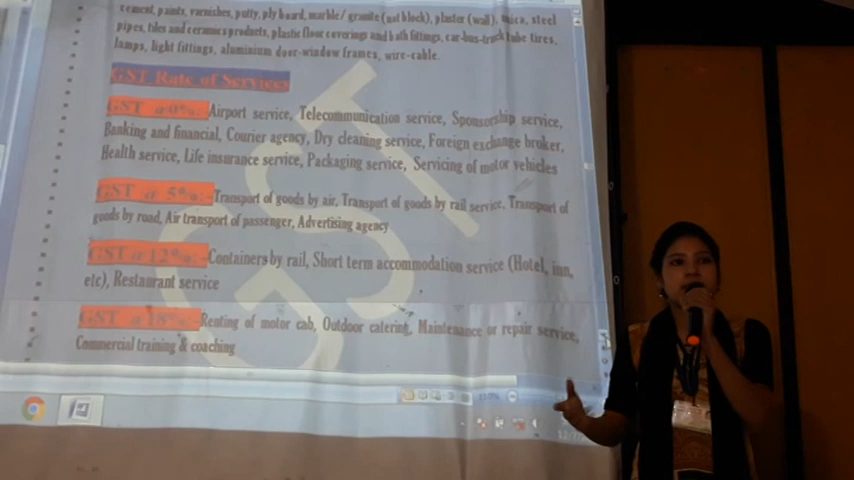 cement, paints, varnishes, putty, ply board, marble/ granite (not block), plaster (wall), mica, steel
pipes, tiles and ceramics products, plastic floor coverings and bath fittings, car-bus-truck tube tires,
lamps, light fittings, aluminium door-window frames, wire-cable.
GST Rate of Services
GST @0%:-Airport service, Telecommunication service, Sponsorship service,
Banking and financial, Courier agency, Dry cleaning service, Foreign exchange broker,
Health service, Life insurance service, Packaging service, Servicing of motor vehicles
GST @ 5%:-Transport of goods by air, Transport of goods by rail service, Transport of
goods by road, Air transport of passenger, Advertising agency
GST @12%:-Containers by rail, Short term accommodation service (Hotel, inn,
etc), Restaurant service
GST @18%:-Renting of motor cab, Outdoor catering, Maintenance or repair service,
Commercial training & coaching
GST